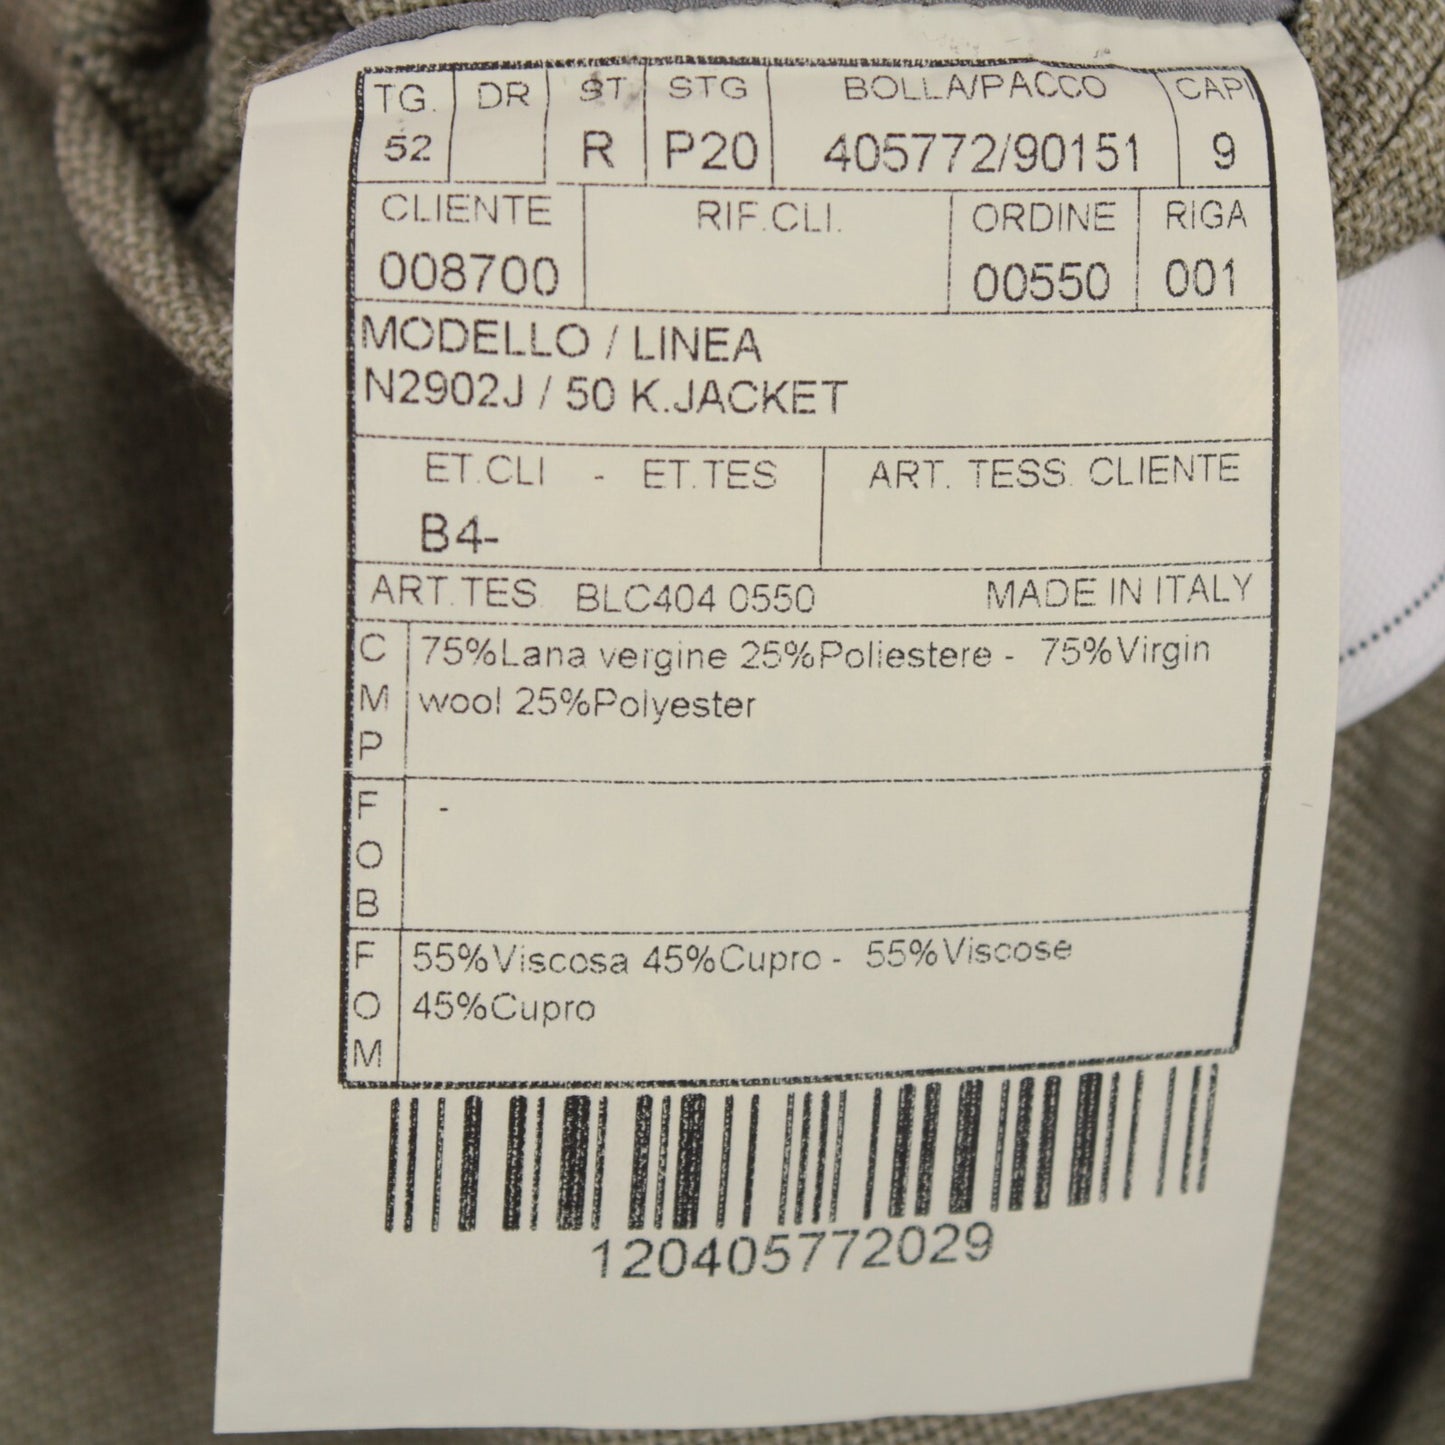 TG. DR ST. STG BOLLA/PACCO CAPI
52 R P20 405772/90151 9
CLIENTE RIF.CLI. ORDINE RIGA
008700 00550 001
MODELLO / LINEA
N2902J / 50 K.JACKET
ET.CLI - ET.TES ART. TESS. CLIENTE
B4-
ART.TES. BLC404 0550 MADE IN ITALY
C 75%Lana vergine 25%Poliestere - 75%Virgin
M wool 25%Polyester
P
F -
O
B
F 55%Viscosa 45%Cupro - 55%Viscose
O 45%Cupro
M
120405772029